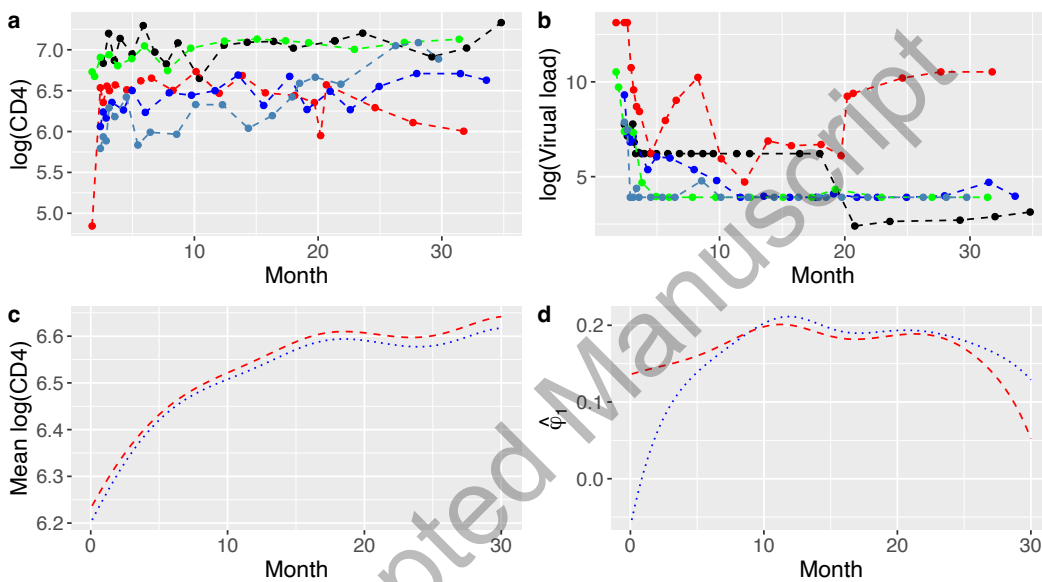 a
log(CD4)
7.0
6.5
6.0
5.5
5.0
10
20
30
Month
b
log(Virual load)
10
5
10
20
30
Month
c
Mean log(CD4)
6.6
6.5
6.4
6.3
6.2
0
10
20
30
Month
d
φ̂₁
0.2
0.1
0.0
0
10
20
30
Month
pted Manuscript